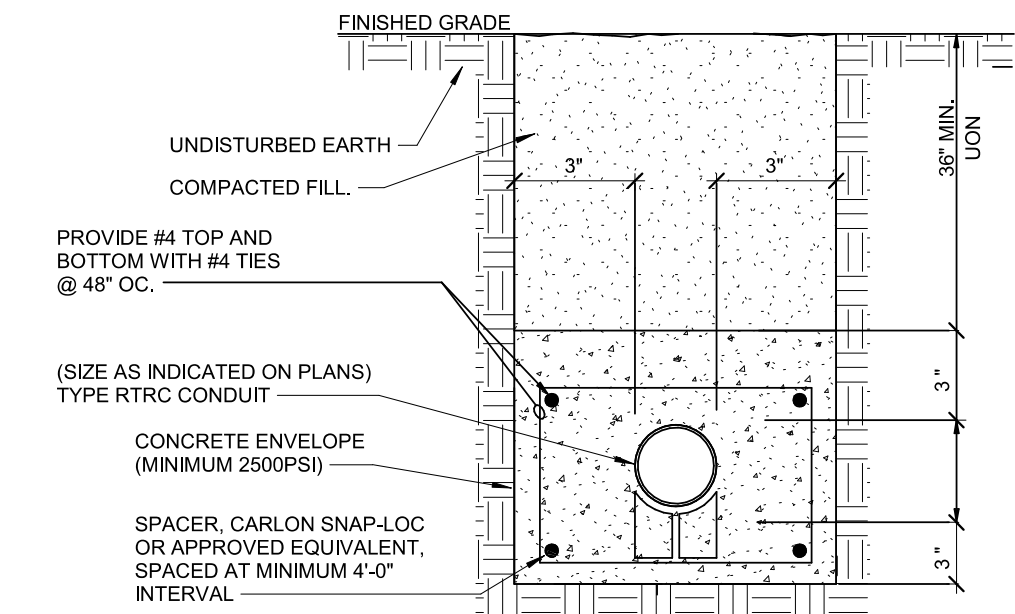 FINISHED GRADE
UNDISTURBED EARTH
COMPACTED FILL.
3"
3"
36" MIN.
UON
PROVIDE #4 TOP AND
BOTTOM WITH #4 TIES
@ 48" OC.
(SIZE AS INDICATED ON PLANS)
TYPE RTRC CONDUIT
3 "
CONCRETE ENVELOPE
(MINIMUM 2500PSI)
SPACER, CARLON SNAP-LOC
OR APPROVED EQUIVALENT,
SPACED AT MINIMUM 4'-0"
INTERVAL
3 "